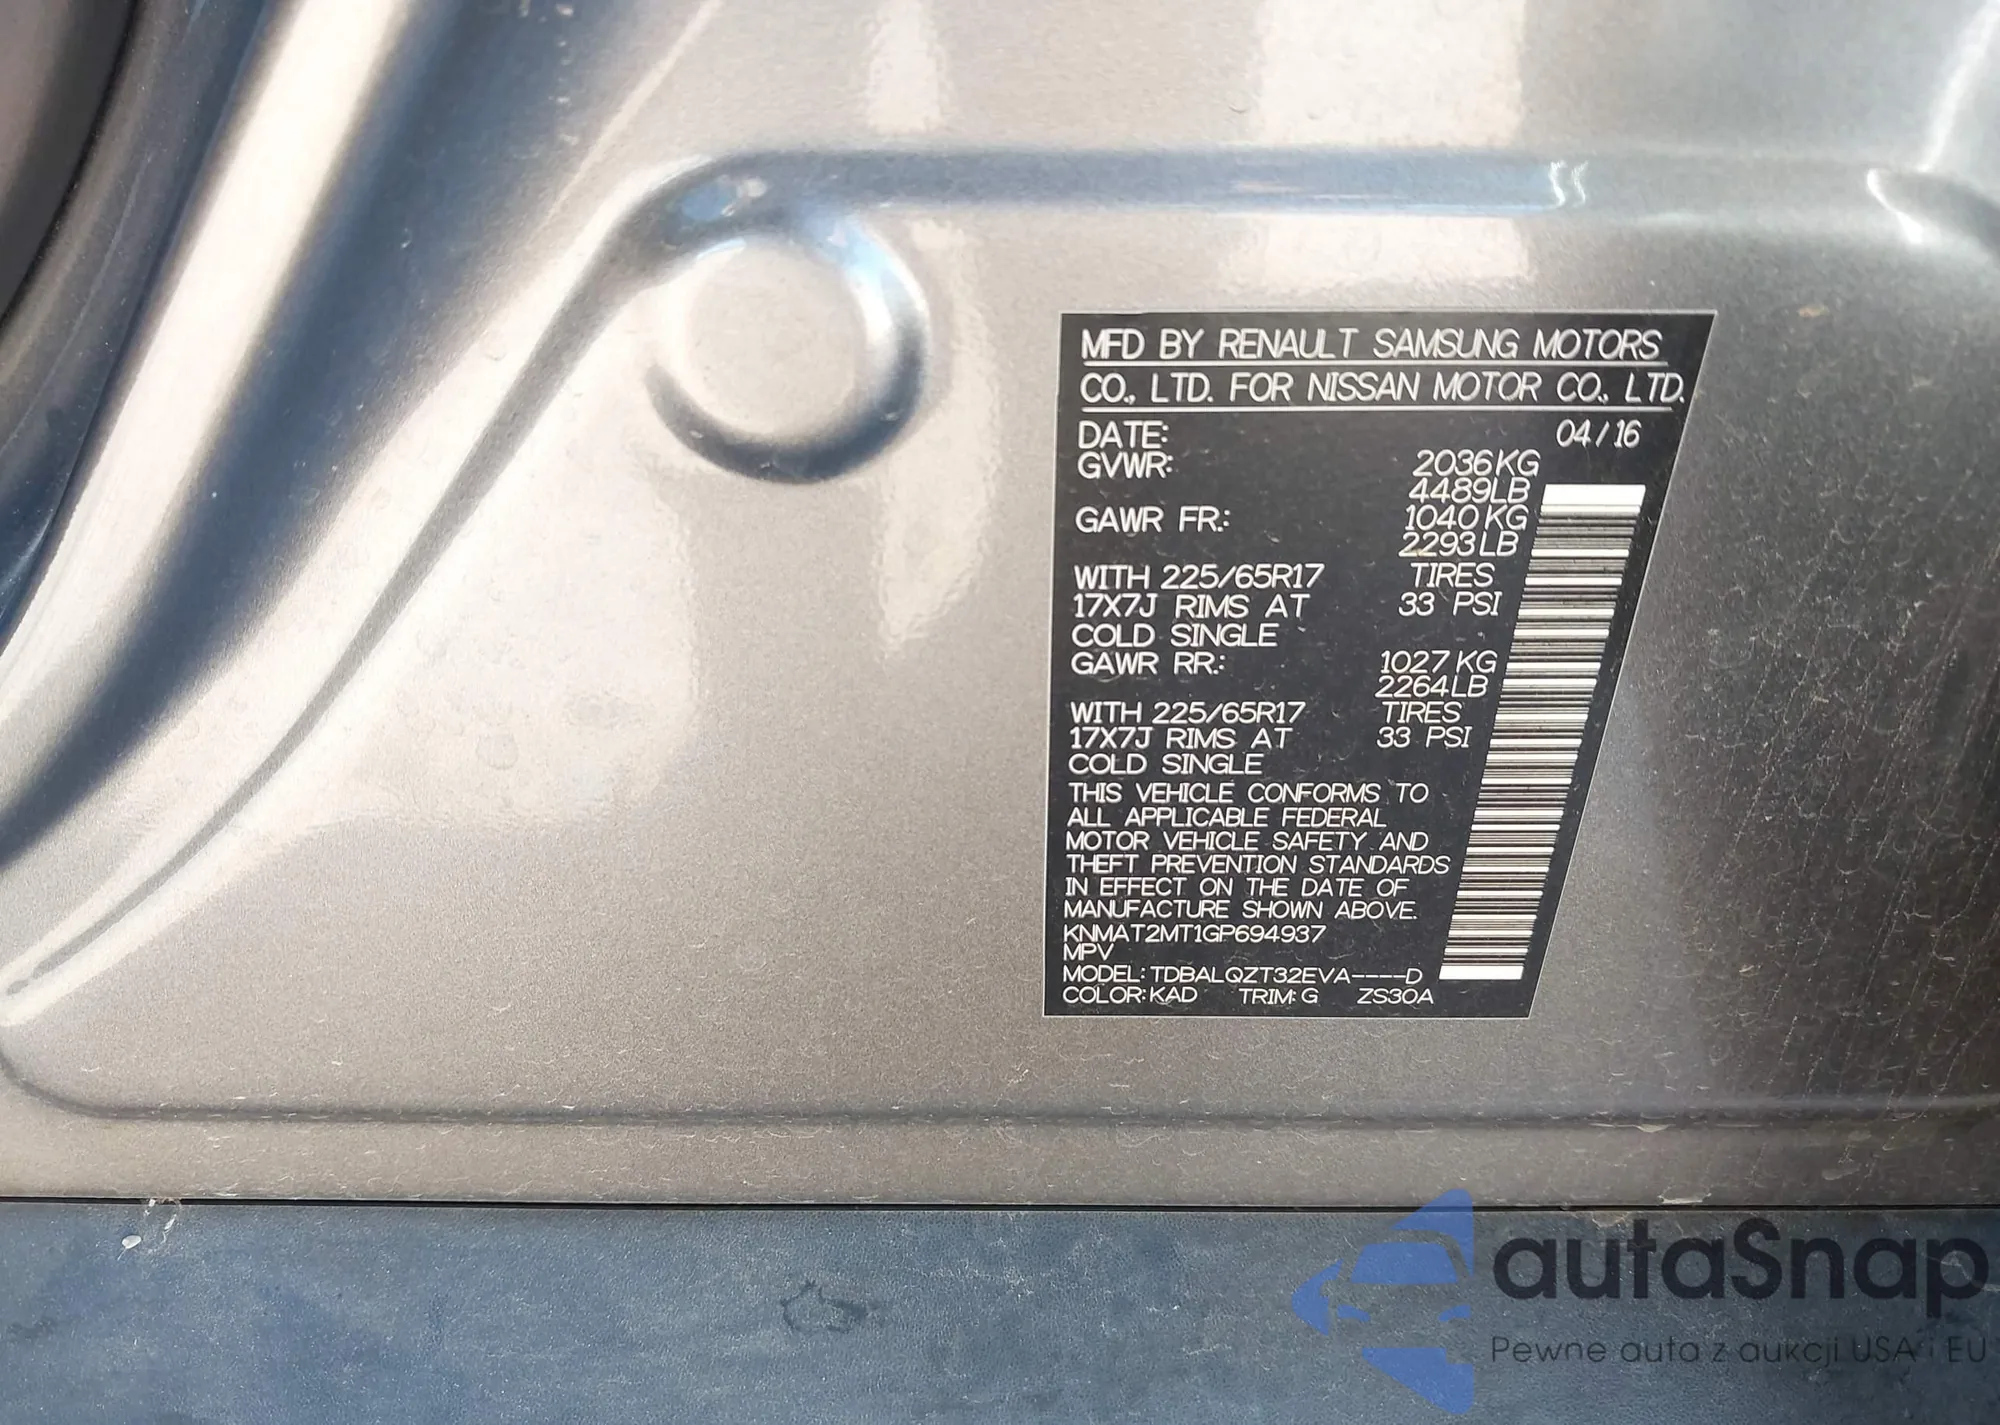 MFD BY RENAULT SAMSUNG MOTORS
CO., LTD. FOR NISSAN MOTOR CO., LTD.
DATE: 04/16
GVWR: 2036KG
4489LB
GAWR FR.: 1040KG
2293LB
WITH 225/65R17 TIRES
17X7J RIMS AT 33 PSI
COLD SINGLE
GAWR RR.: 1027KG
2264LB
WITH 225/65R17 TIRES
17X7J RIMS AT 33 PSI
COLD SINGLE
THIS VEHICLE CONFORMS TO
ALL APPLICABLE FEDERAL
MOTOR VEHICLE SAFETY AND
THEFT PREVENTION STANDARDS
IN EFFECT ON THE DATE OF
MANUFACTURE SHOWN ABOVE.
KNMAT2MT1GP694937
MPV
MODEL: TDBALQZT32EVA----D
COLOR: KAD TRIM: G ZS30A
autaSnap
Pewne auta z aukcji USA i EU